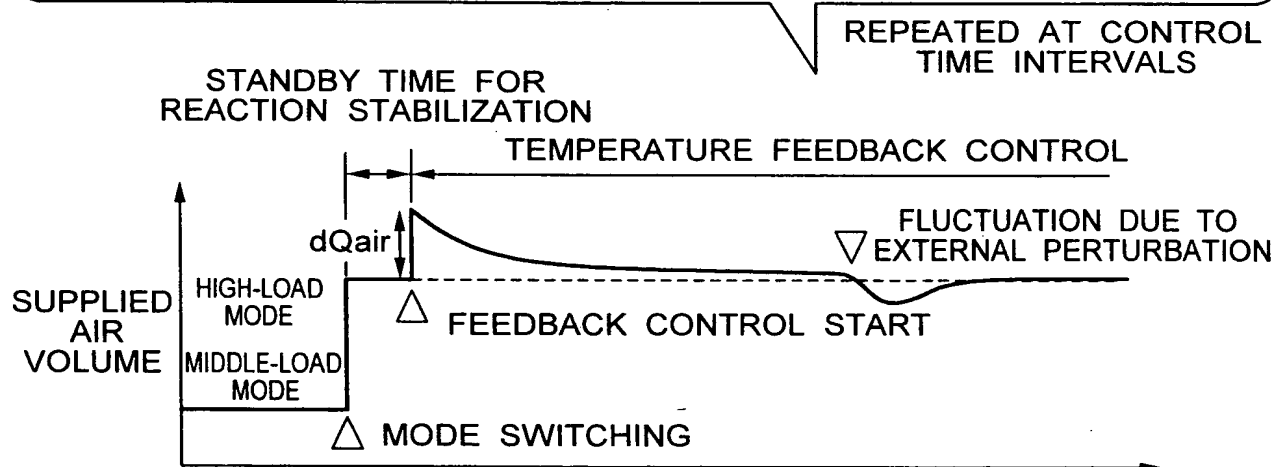 REPEATED AT CONTROL
TIME INTERVALS
STANDBY TIME FOR
REACTION STABILIZATION
TEMPERATURE FEEDBACK CONTROL
dQair
FLUCTUATION DUE TO
EXTERNAL PERTURBATION
SUPPLIED
AIR
VOLUME
HIGH-LOAD
MODE
FEEDBACK CONTROL START
MIDDLE-LOAD
MODE
MODE SWITCHING